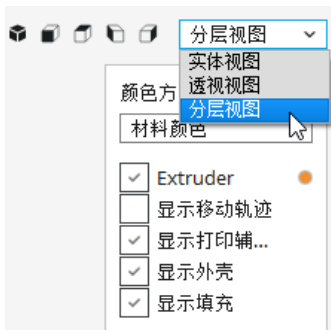 分层视图
实体视图
透视视图
分层视图
颜色方
材料颜色
Extruder
显示移动轨迹
显示打印辅...
显示外壳
显示填充